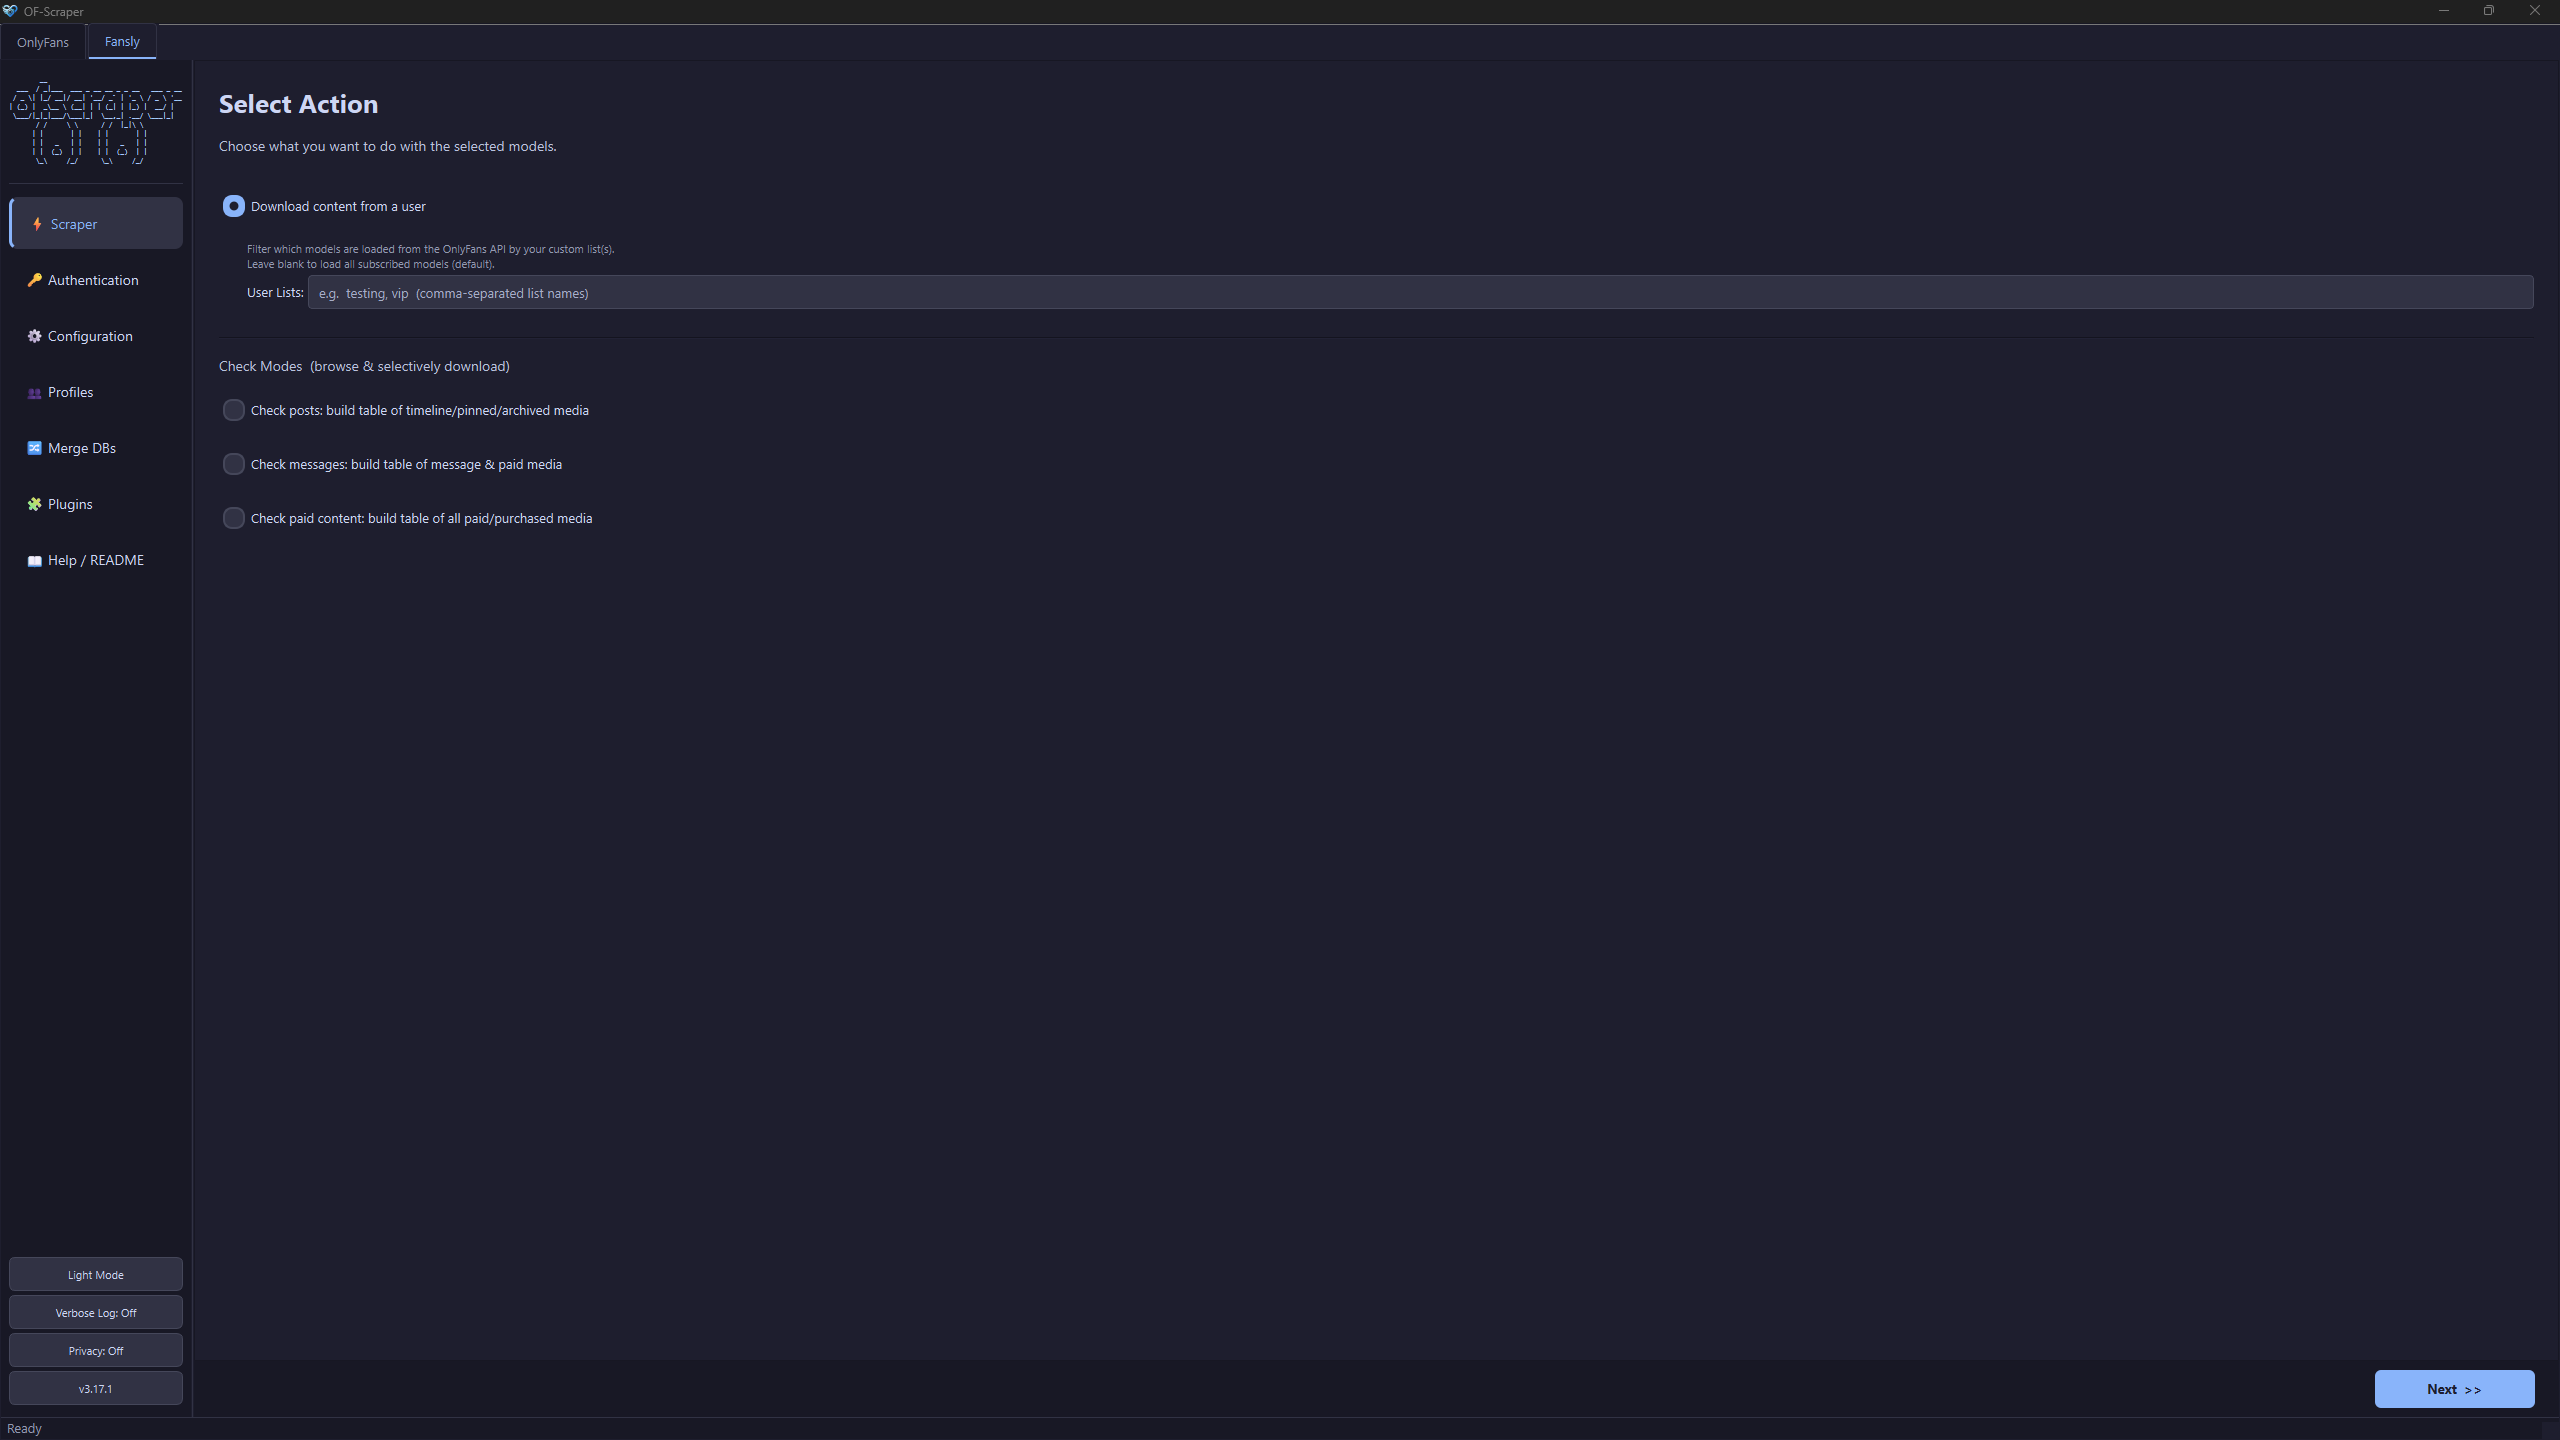 OF-Scraper
OnlyFans
Fansly
Select Action
Choose what you want to do with the selected models.
Download content from a user
Filter which models are loaded from the OnlyFans API by your custom list(s).
Leave blank to load all subscribed models (default).
User Lists: e.g. testing, vip (comma-separated list names)
Check Modes (browse & selectively download)
Check posts: build table of timeline/pinned/archived media
Check messages: build table of message & paid media
Check paid content: build table of all paid/purchased media
Scraper
Authentication
Configuration
Profiles
Merge DBs
Plugins
Help / README
Light Mode
Verbose Log: Off
Privacy: Off
v3.17.1
Next >>
Ready